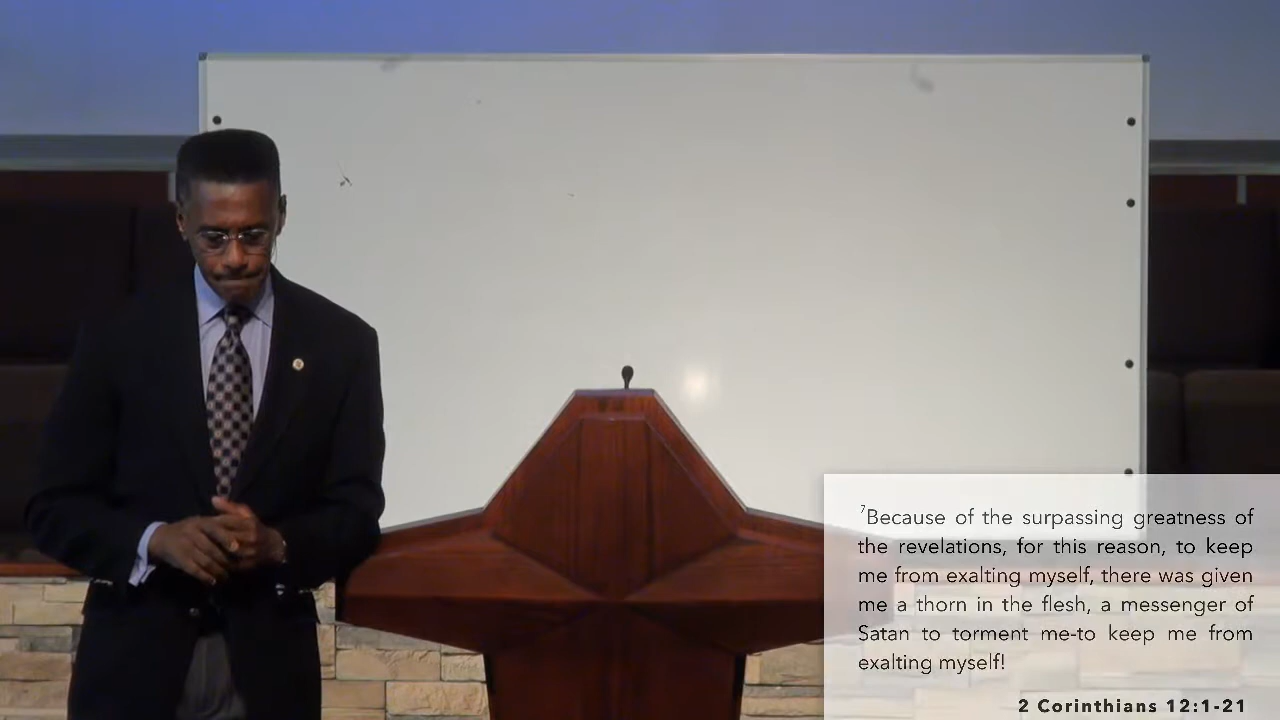 ⁷Because of the surpassing greatness of
the revelations, for this reason, to keep
me from exalting myself, there was given
me a thorn in the flesh, a messenger of
Satan to torment me-to keep me from
exalting myself!
2 Corinthians 12:1-21